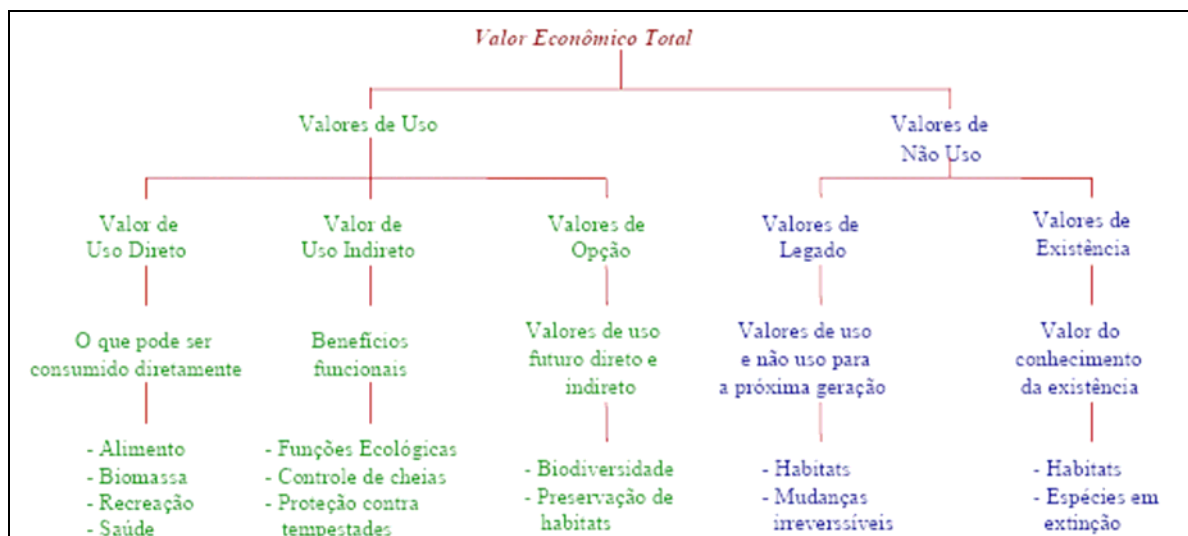 Valor Econômico Total
Valores de Uso
Valores de
Não Uso
Valor de
Uso Direto
Valor de
Uso Indireto
Valores de
Opção
Valores de
Legado
Valores de
Existência
O que pode ser
consumido diretamente
Benefícios
funcionais
Valores de uso
futuro direto e
indireto
Valores de uso
e não uso para
a próxima geração
Valor do
conhecimento
da existência
- Alimento
- Biomassa
- Recreação
- Saúde
- Funções Ecológicas
- Controle de cheias
- Proteção contra
tempestades
- Biodiversidade
- Preservação de
habitats
- Habitats
- Mudanças
irreverssíveis
- Habitats
- Espécies em
extinção